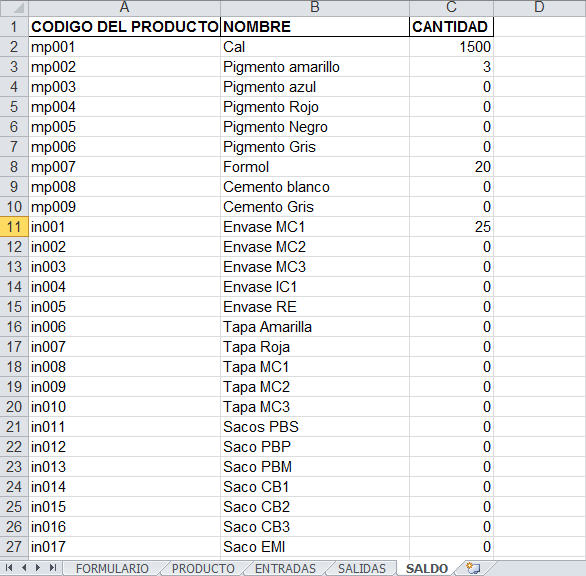 A B C D
1 CODIGO DEL PRODUCTO NOMBRE CANTIDAD
2 mp001 Cal 1500
3 mp002 Pigmento amarillo 3
4 mp003 Pigmento azul 0
5 mp004 Pigmento Rojo 0
6 mp005 Pigmento Negro 0
7 mp006 Pigmento Gris 0
8 mp007 Formol 20
9 mp008 Cemento blanco 0
10 mp009 Cemento Gris 0
11 in001 Envase MC1 25
12 in002 Envase MC2 0
13 in003 Envase MC3 0
14 in004 Envase IC1 0
15 in005 Envase RE 0
16 in006 Tapa Amarilla 0
17 in007 Tapa Roja 0
18 in008 Tapa MC1 0
19 in009 Tapa MC2 0
20 in010 Tapa MC3 0
21 in011 Sacos PBS 0
22 in012 Saco PBP 0
23 in013 Saco PBM 0
24 in014 Saco CB1 0
25 in015 Saco CB2 0
26 in016 Saco CB3 0
27 in017 Saco EMI 0
FORMULARIO PRODUCTO ENTRADAS SALIDAS SALDO